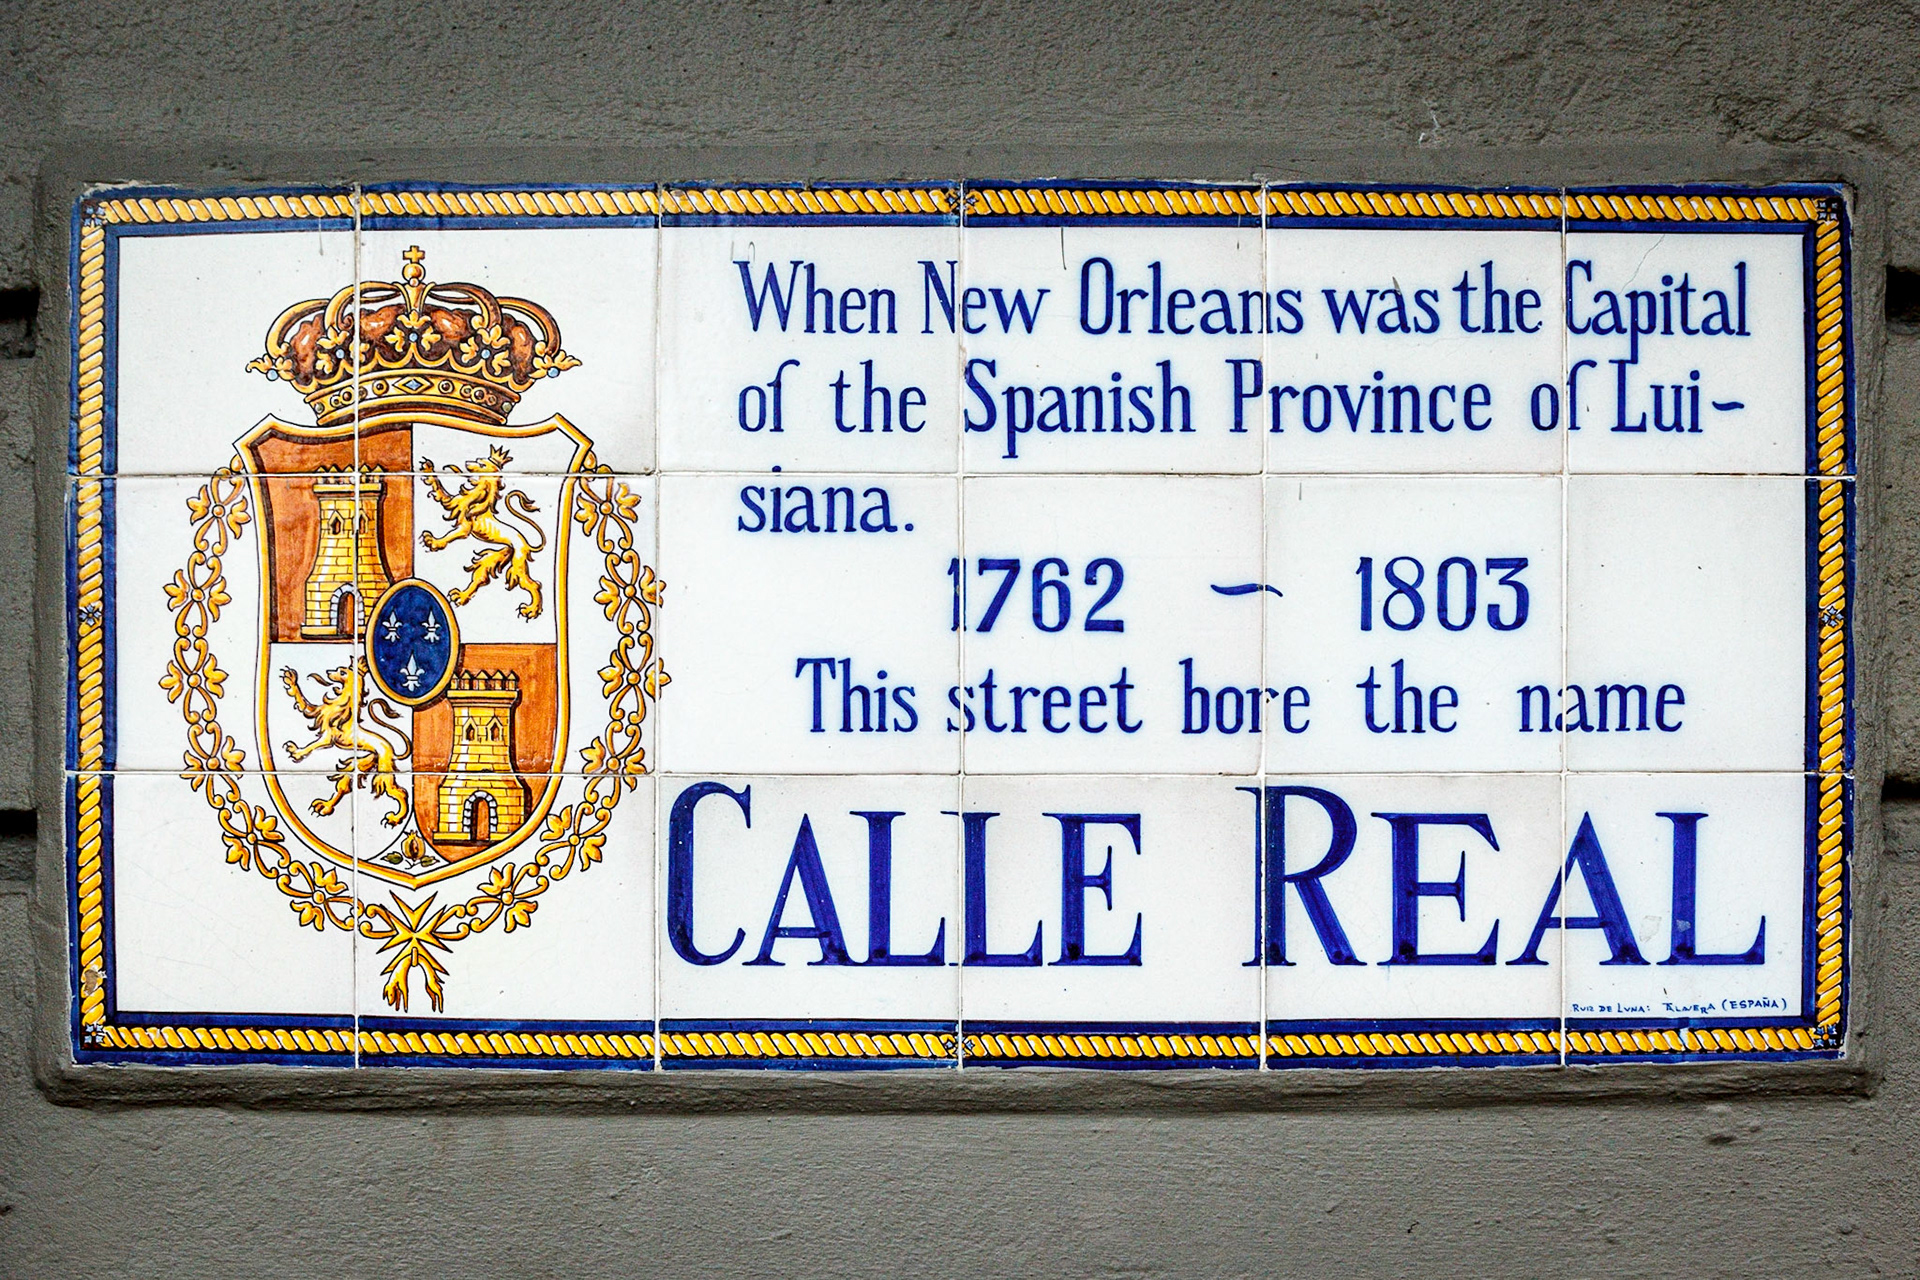 When New Orleans was the Capital
of the Spanish Province of Lui~
siana.
1762 ~ 1803
This street bore the name
CALLE REAL
RUIZ DE LUNA: TALAVERA (ESPAÑA)